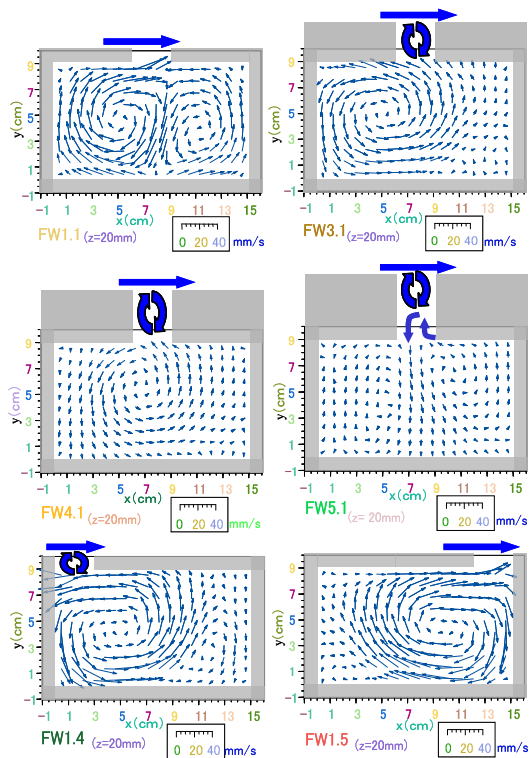 y(cm)
9
7
5
3
1
-1
-1 1 3 5 7 9 11 13 15
x(cm)
FW1.1 (z=20mm)
0 20 40 mm/s
y(cm)
9
7
5
3
1
-1
-1 1 3 5 7 9 11 13 15
x(cm)
FW3.1 (z=20mm)
0 20 40 mm/s
y(cm)
9
7
5
3
1
-1
-1 1 3 5 7 9 11 13 15
x(cm)
FW4.1 (z=20mm)
0 20 40 mm/s
y(cm)
9
7
5
3
1
-1
-1 1 3 5 7 9 11 13 15
x(cm)
FW5.1 (z= 20mm)
0 20 40 mm/s
y(cm)
9
7
5
3
1
-1
-1 1 3 5 7 9 11 13 15
x(cm)
FW1.4 (z=20mm)
0 20 40 mm/s
y(cm)
9
7
5
3
1
-1
-1 1 3 5 7 9 11 13 15
x(cm)
FW1.5 (z=20mm)
0 20 40 mm/s